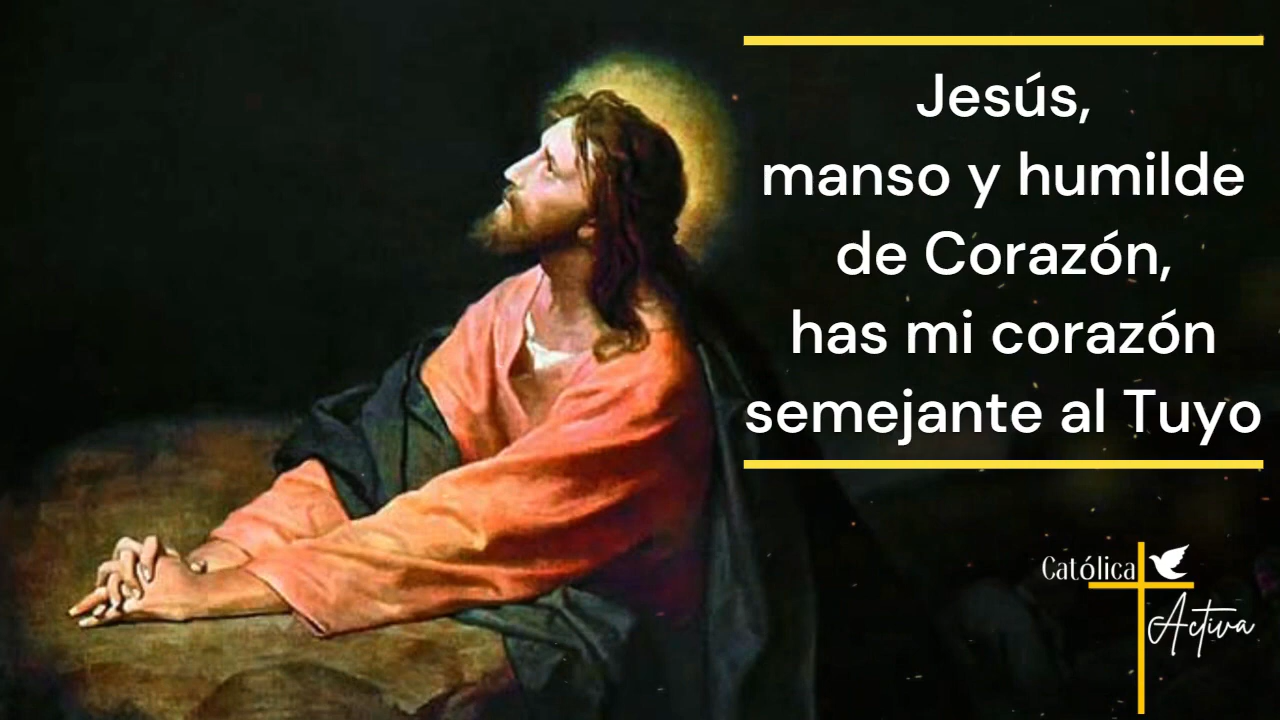 Jesús,
manso y humilde
de Corazón,
has mi corazón
semejante al Tuyo
Católica
Activa